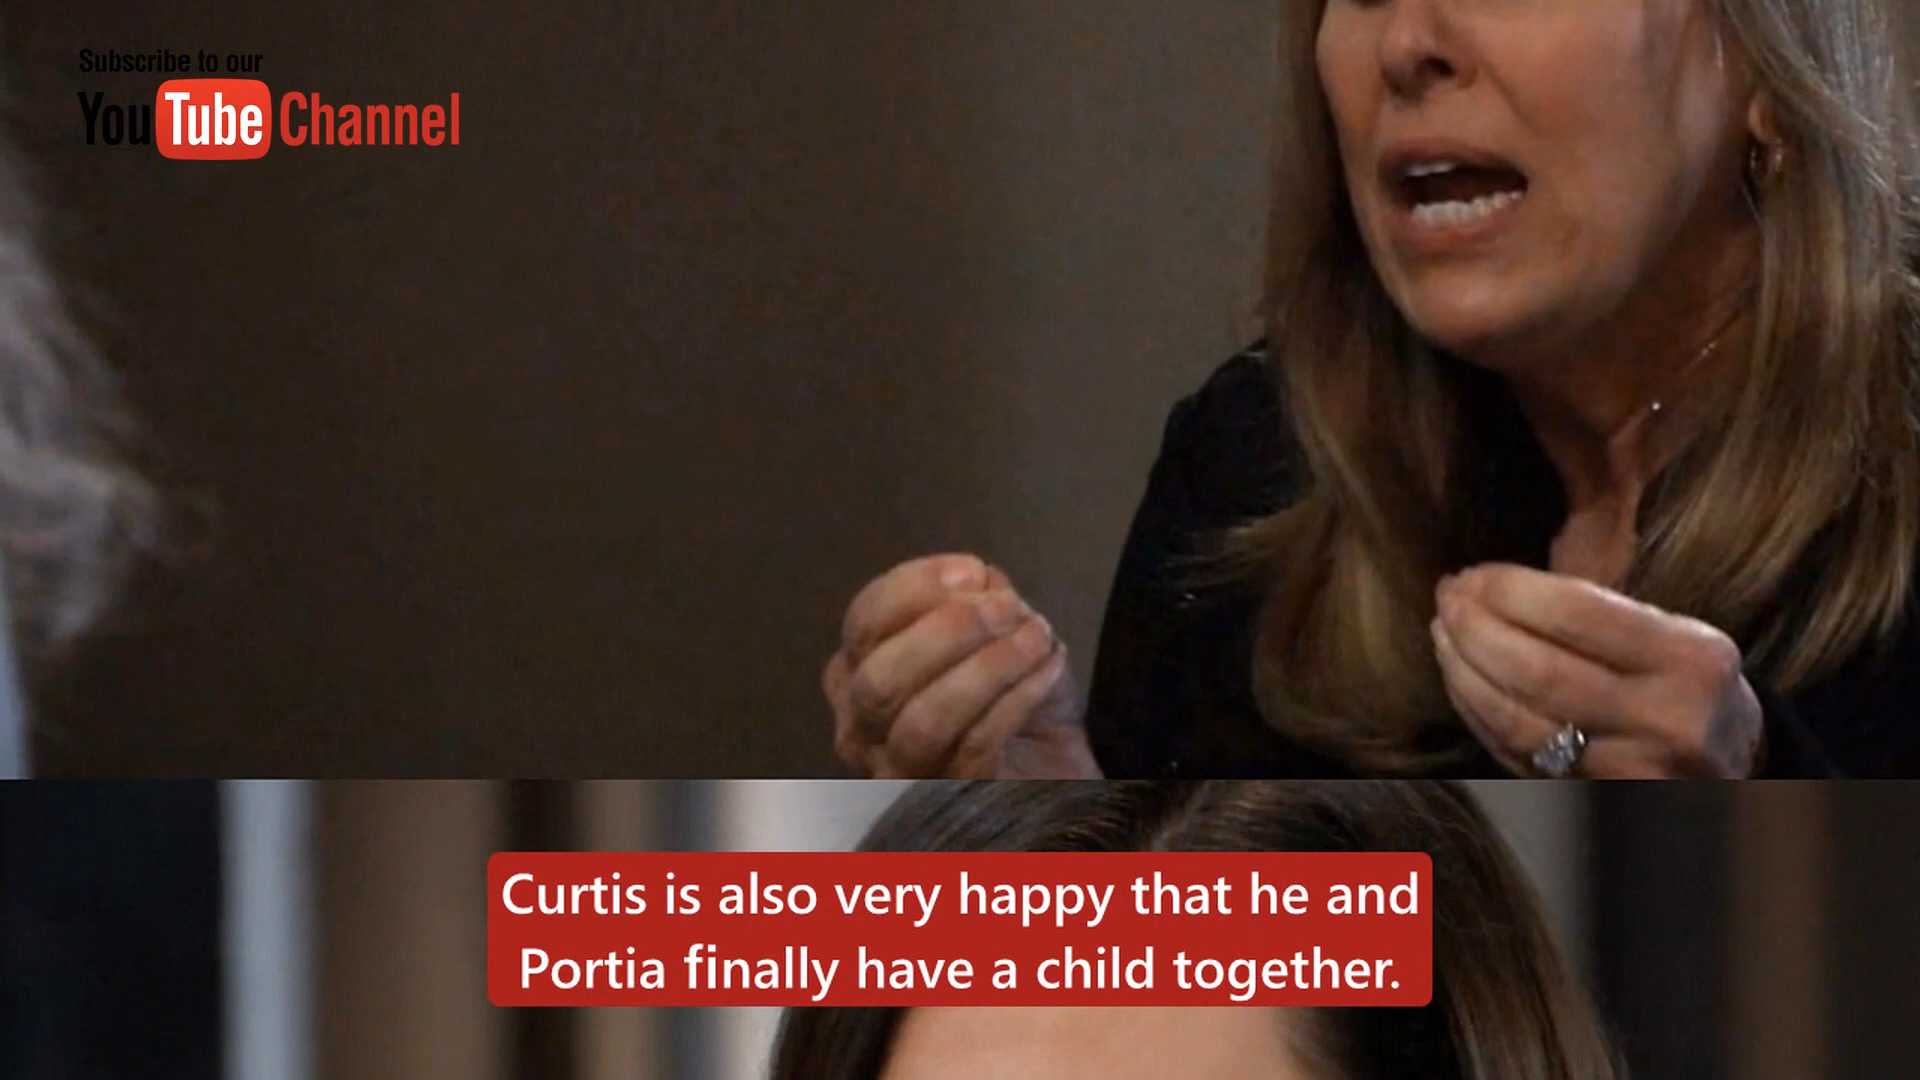 Subscribe to our
YouTube Channel
Curtis is also very happy that he and
Portia finally have a child together.